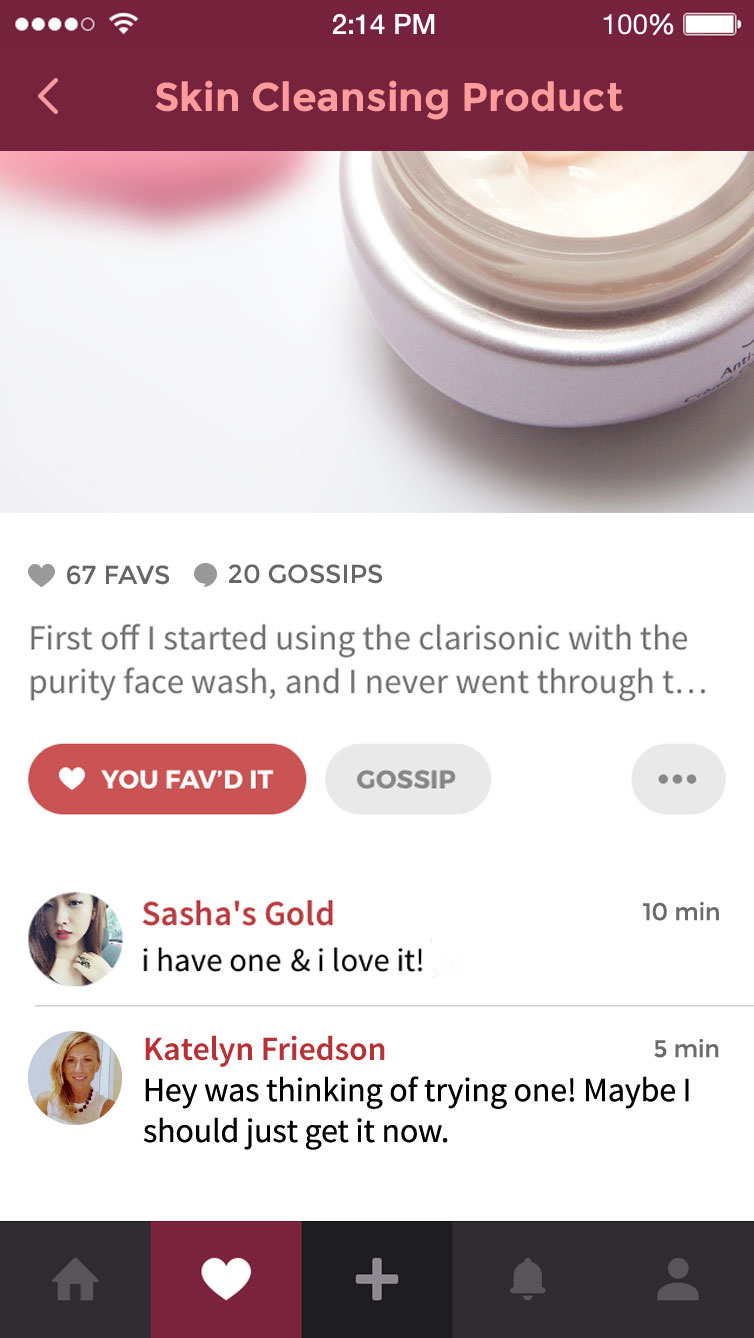 2:14 PM
100%
Skin Cleansing Product
Anti-
67 FAVS
20 GOSSIPS
First off I started using the clarisonic with the
purity face wash, and I never went through t...
YOU FAV'D IT
GOSSIP
Sasha's Gold
10 min
i have one & i love it!
Katelyn Friedson
5 min
Hey was thinking of trying one! Maybe I
should just get it now.